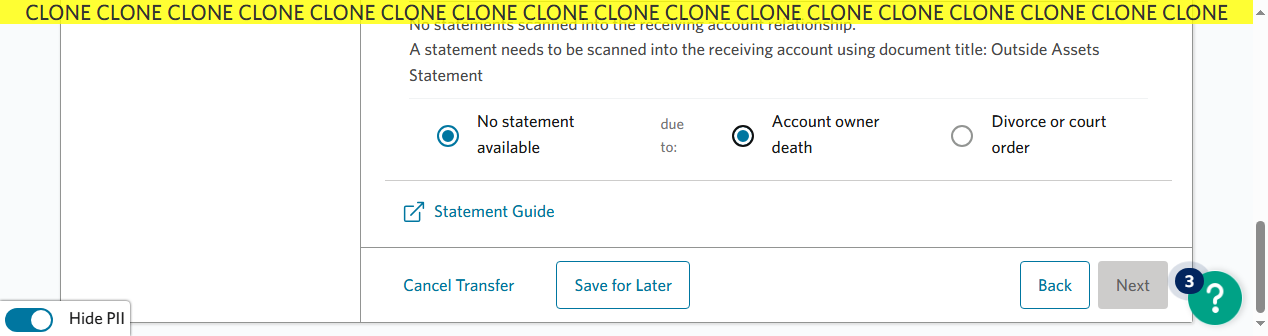 CLONE CLONE CLONE CLONE CLONE CLONE CLONE CLONE CLONE CLONE CLONE CLONE CLONE CLONE CLONE CLONE CLONE
No statements scanned into the receiving account relationship.
A statement needs to be scanned into the receiving account using document title: Outside Assets
Statement
No statement
available
due
to:
Account owner
death
Divorce or court
order
Statement Guide
Cancel Transfer
Save for Later
Back
Next
3
?
Hide PII